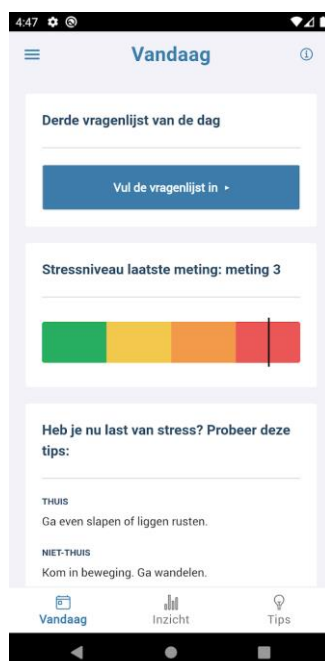 4:47
Vandaag
Derde vragenlijst van de dag
Vul de vragenlijst in ▸
Stressniveau laatste meting: meting 3
Heb je nu last van stress? Probeer deze
tips:
THUIS
Ga even slapen of liggen rusten.
NIET-THUIS
Kom in beweging. Ga wandelen.
Vandaag
Inzicht
Tips